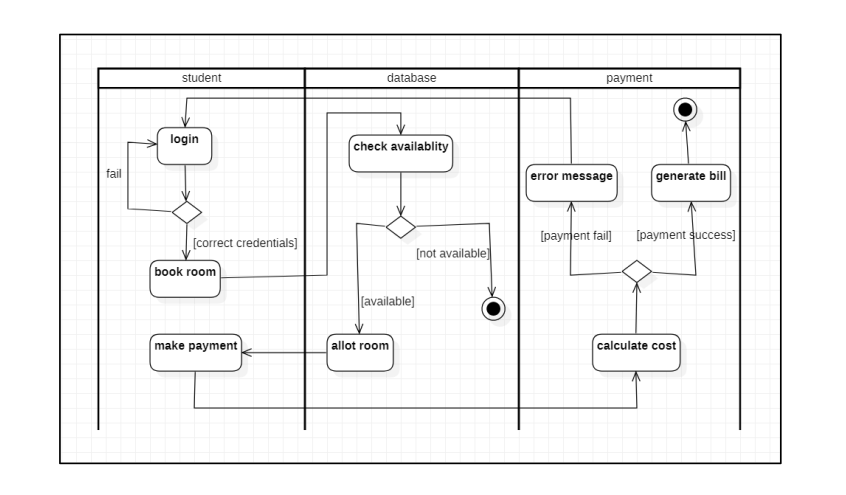 student
database
payment
login
check availablity
fail
error message
generate bill
[correct credentials]
[not available]
[payment fail]
[payment success]
book room
[available]
make payment
allot room
calculate cost